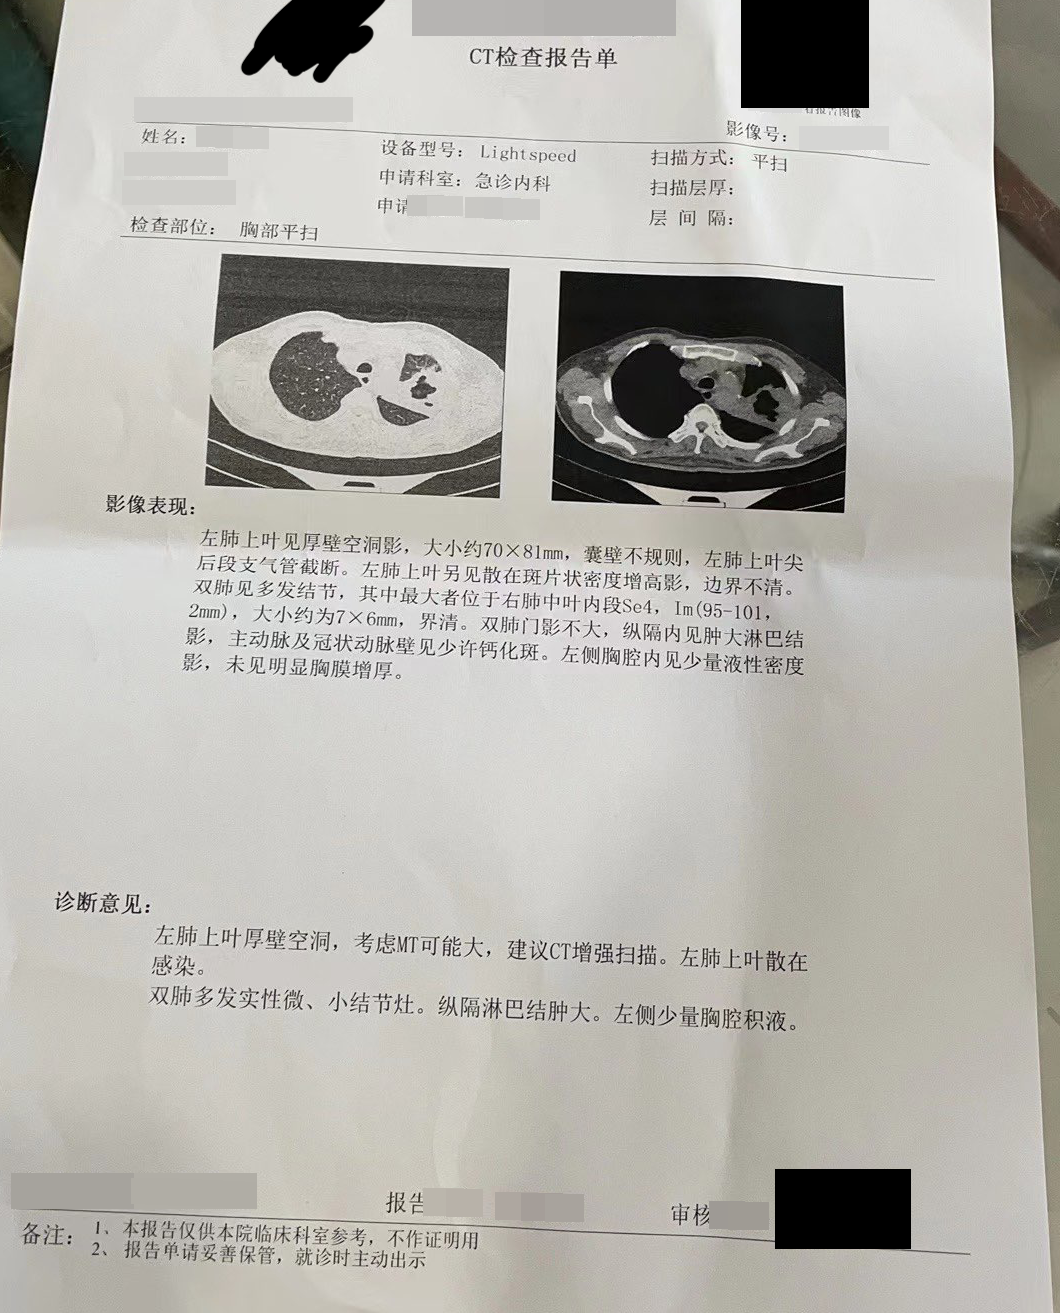 CT检查报告单
看报告图像
姓名：
影像号：
设备型号： Lightspeed
扫描方式： 平扫
申请科室：急诊内科
扫描层厚：
申请
层 间 隔：
检查部位： 胸部平扫
影像表现：
左肺上叶见厚壁空洞影，大小约70×81mm，囊壁不规则，左肺上叶尖
后段支气管截断。左肺上叶另见散在斑片状密度增高影，边界不清。
双肺见多发结节，其中最大者位于右肺中叶内段Se4，Im(95-101，
2mm)，大小约为7×6mm，界清。双肺门影不大，纵隔内见肿大淋巴结
影，主动脉及冠状动脉壁见少许钙化斑。左侧胸腔内见少量液性密度
影，未见明显胸膜增厚。
诊断意见：
左肺上叶厚壁空洞，考虑MT可能大，建议CT增强扫描。左肺上叶散在
感染。
双肺多发实性微、小结节灶。纵隔淋巴结肿大。左侧少量胸腔积液。
报告
审核
备注： 1、本报告仅供本院临床科室参考，不作证明用
2、 报告单请妥善保管，就诊时主动出示